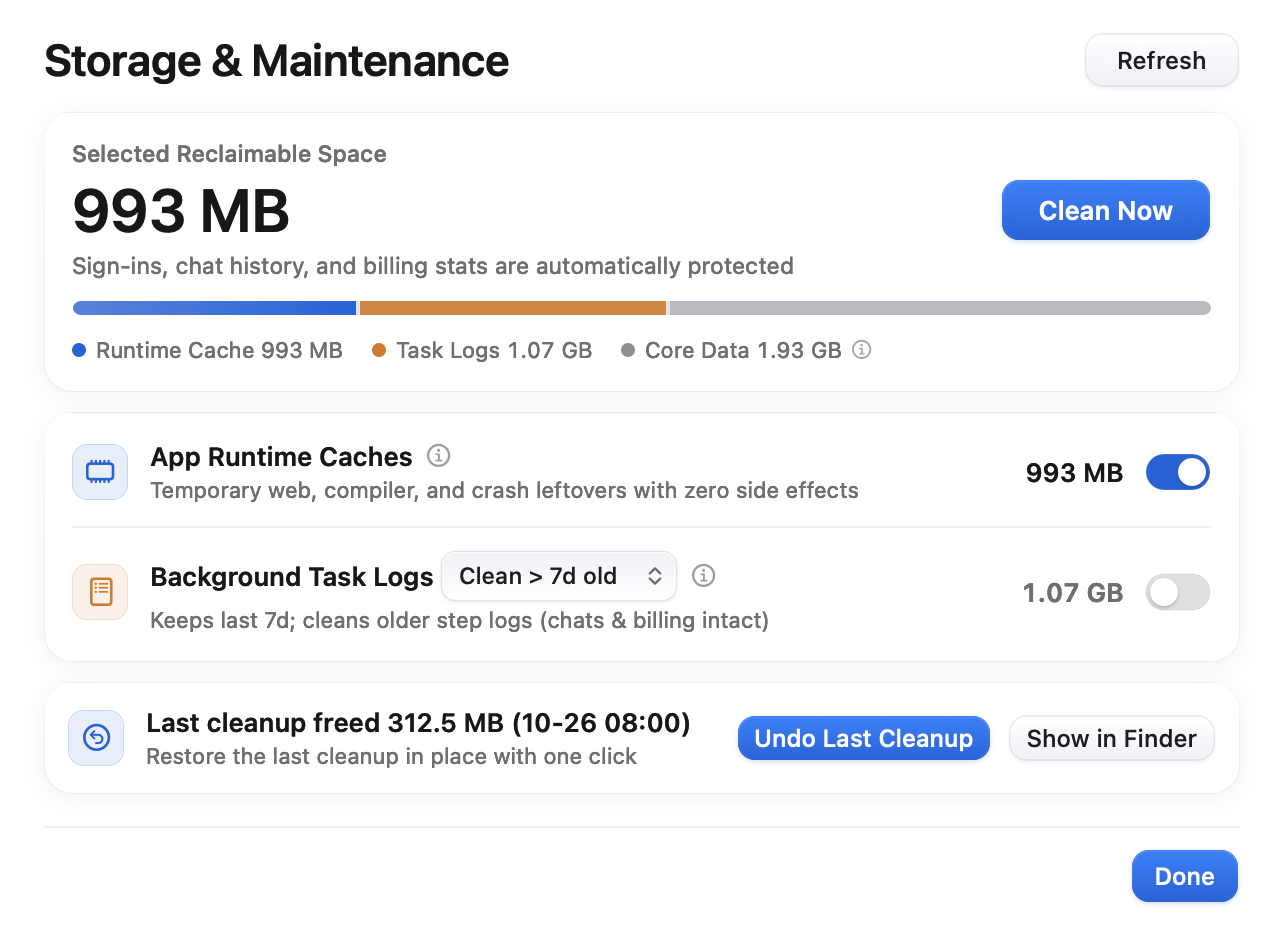 Storage & Maintenance
Refresh
Selected Reclaimable Space
993 MB
Clean Now
Sign-ins, chat history, and billing stats are automatically protected
Runtime Cache 993 MB
Task Logs 1.07 GB
Core Data 1.93 GB
App Runtime Caches
Temporary web, compiler, and crash leftovers with zero side effects
993 MB
Background Task Logs
Clean > 7d old
Keeps last 7d; cleans older step logs (chats & billing intact)
1.07 GB
Last cleanup freed 312.5 MB (10-26 08:00)
Restore the last cleanup in place with one click
Undo Last Cleanup
Show in Finder
Done